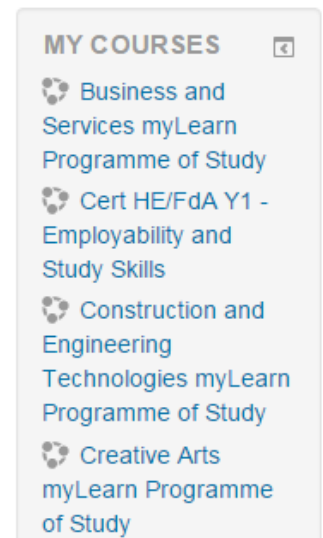 MY COURSES
Business and
Services myLearn
Programme of Study
Cert HE/FdA Y1 -
Employability and
Study Skills
Construction and
Engineering
Technologies myLearn
Programme of Study
Creative Arts
myLearn Programme
of Study